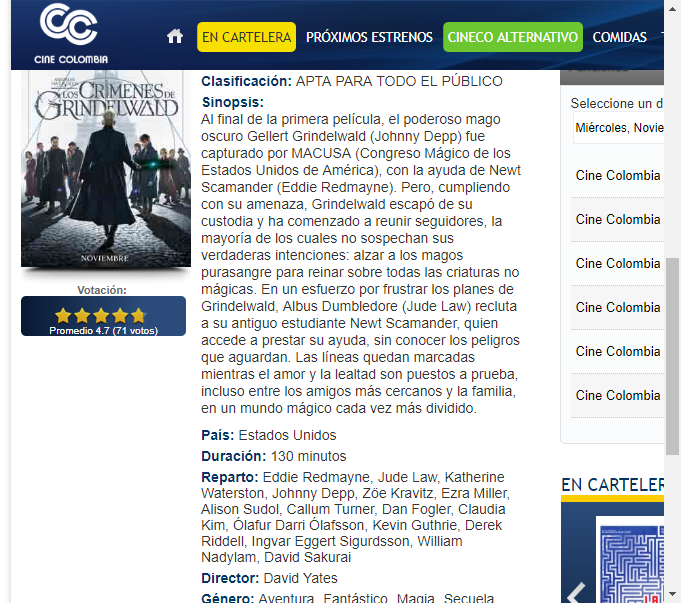 CINE COLOMBIA
EN CARTELERA
PRÓXIMOS ESTRENOS
CINECO ALTERNATIVO
COMIDAS
LOS CRÍMENES DE
GRINDELWALD
NOVIEMBRE
Votación:
Promedio 4.7 (71 votos)
Clasificación: APTA PARA TODO EL PÚBLICO
Sinopsis:
Al final de la primera película, el poderoso mago
oscuro Gellert Grindelwald (Johnny Depp) fue
capturado por MACUSA (Congreso Mágico de los
Estados Unidos de América), con la ayuda de Newt
Scamander (Eddie Redmayne). Pero, cumpliendo
con su amenaza, Grindelwald escapó de su
custodia y ha comenzado a reunir seguidores, la
mayoría de los cuales no sospechan sus
verdaderas intenciones: alzar a los magos
purasangre para reinar sobre todas las criaturas no
mágicas. En un esfuerzo por frustrar los planes de
Grindelwald, Albus Dumbledore (Jude Law) recluta
a su antiguo estudiante Newt Scamander, quien
accede a prestar su ayuda, sin conocer los peligros
que aguardan. Las líneas quedan marcadas
mientras el amor y la lealtad son puestos a prueba,
incluso entre los amigos más cercanos y la familia,
en un mundo mágico cada vez más dividido.
País: Estados Unidos
Duración: 130 minutos
Reparto: Eddie Redmayne, Jude Law, Katherine
Waterston, Johnny Depp, Zöe Kravitz, Ezra Miller,
Alison Sudol, Callum Turner, Dan Fogler, Claudia
Kim, Ólafur Darri Ólafsson, Kevin Guthrie, Derek
Riddell, Ingvar Eggert Sigurdsson, William
Nadylam, David Sakurai
Director: David Yates
Género: Aventura, Fantástico, Magia, Secuela
Seleccione un d
Miércoles, Novie
Cine Colombia
Cine Colombia
Cine Colombia
Cine Colombia
Cine Colombia
Cine Colombia
EN CARTELER